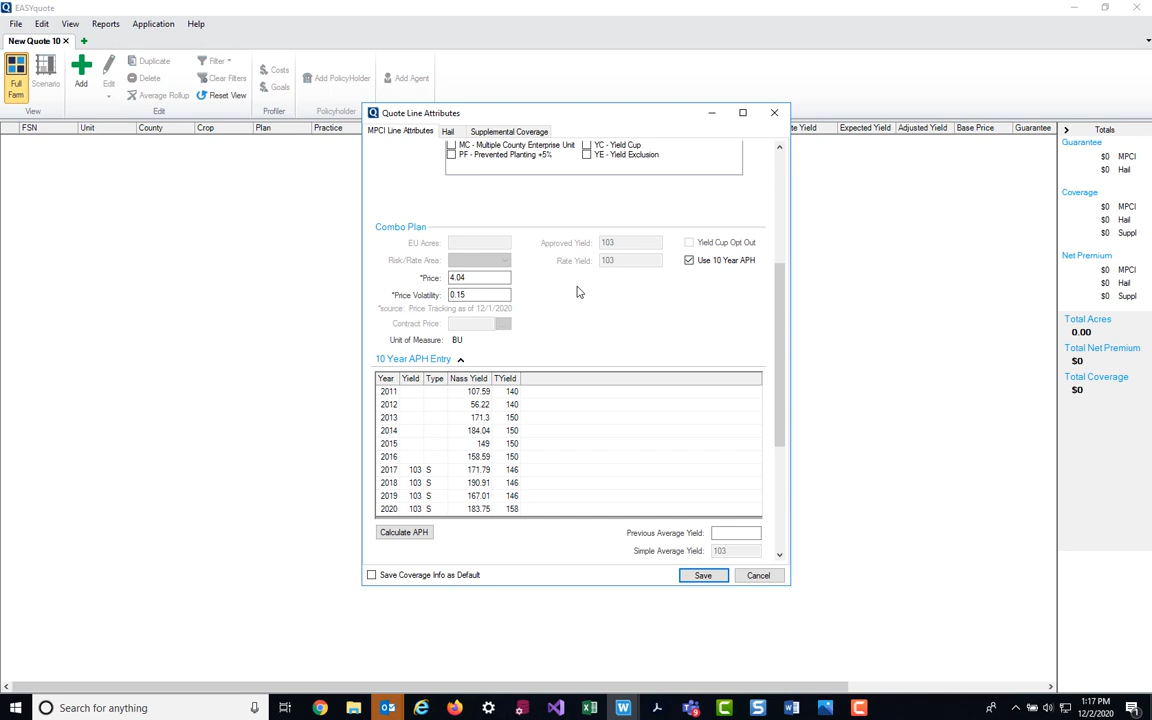 EASYquote
File Edit View Reports Application Help
New Quote 10 ×
Full Farm
Scenario
View
Add
Edit
Duplicate
Delete
Average Rollup
Edit
Filter
Clear Filters
Reset View
Costs
Goals
Profiler
Add PolicyHolder
Policyholder
Add Agent
FSN Unit County Crop Plan Practice
te Yield Expected Yield Adjusted Yield Base Price Guarantee
Totals
Guarantee
$0 MPCI
$0 Hail
Coverage
$0 MPCI
$0 Hail
$0 Suppl
Net Premium
$0 MPCI
$0 Hail
$0 Suppl
Total Acres
0.00
Total Net Premium
$0
Total Coverage
$0
Quote Line Attributes
MPCI Line Attributes Hail Supplemental Coverage
MC - Multiple County Enterprise Unit YC - Yield Cup
PF - Prevented Planting +5% YE - Yield Exclusion
Combo Plan
EU Acres: Approved Yield: 103 Yield Cup Opt Out
Risk/Rate Area: Rate Yield: 103 Use 10 Year APH
*Price: 4.04
*Price Volatility: 0.15
*source: Price Tracking as of 12/1/2020
Contract Price:
Unit of Measure: BU
10 Year APH Entry
Year Yield Type Nass Yield TYield
2011 107.59 140
2012 56.22 140
2013 171.3 150
2014 184.04 150
2015 149 150
2016 158.59 150
2017 103 S 171.79 146
2018 103 S 190.91 146
2019 103 S 167.01 146
2020 103 S 183.75 158
Calculate APH Previous Average Yield:
Simple Average Yield: 103
Save Coverage Info as Default Save Cancel
Search for anything
1:17 PM
12/2/2020